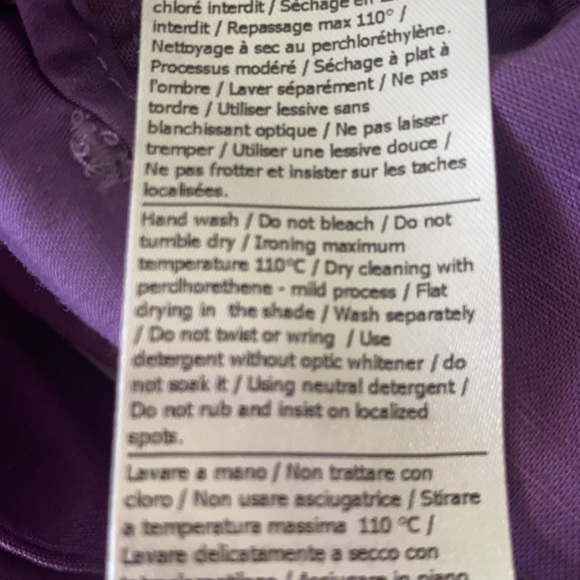 chloré interdit / Séchage en
interdit / Repassage max 110° /
Nettoyage à sec au perchloréthylène.
Processus modéré / Séchage à plat à
l'ombre / Laver séparément / Ne pas
tordre / Utiliser lessive sans
blanchissant optique / Ne pas laisser
tremper / Utiliser une lessive douce /
Ne pas frotter et insister sur les taches
localisées.
Hand wash / Do not bleach / Do not
tumble dry / Ironing maximum
temperature 110°C / Dry cleaning with
perdhorethene - mild process / Flat
drying in the shade / Wash separately
/ Do not twist or wring / Use
detergent without optic whitener / do
not soak it / Using neutral detergent /
Do not rub and insist on localized
spots.
Lavare a mano / Non trattare con
cloro / Non usare asciugatrice / Stirare
a temperatura massima 110 °C /
Lavare delicatamente a secco con